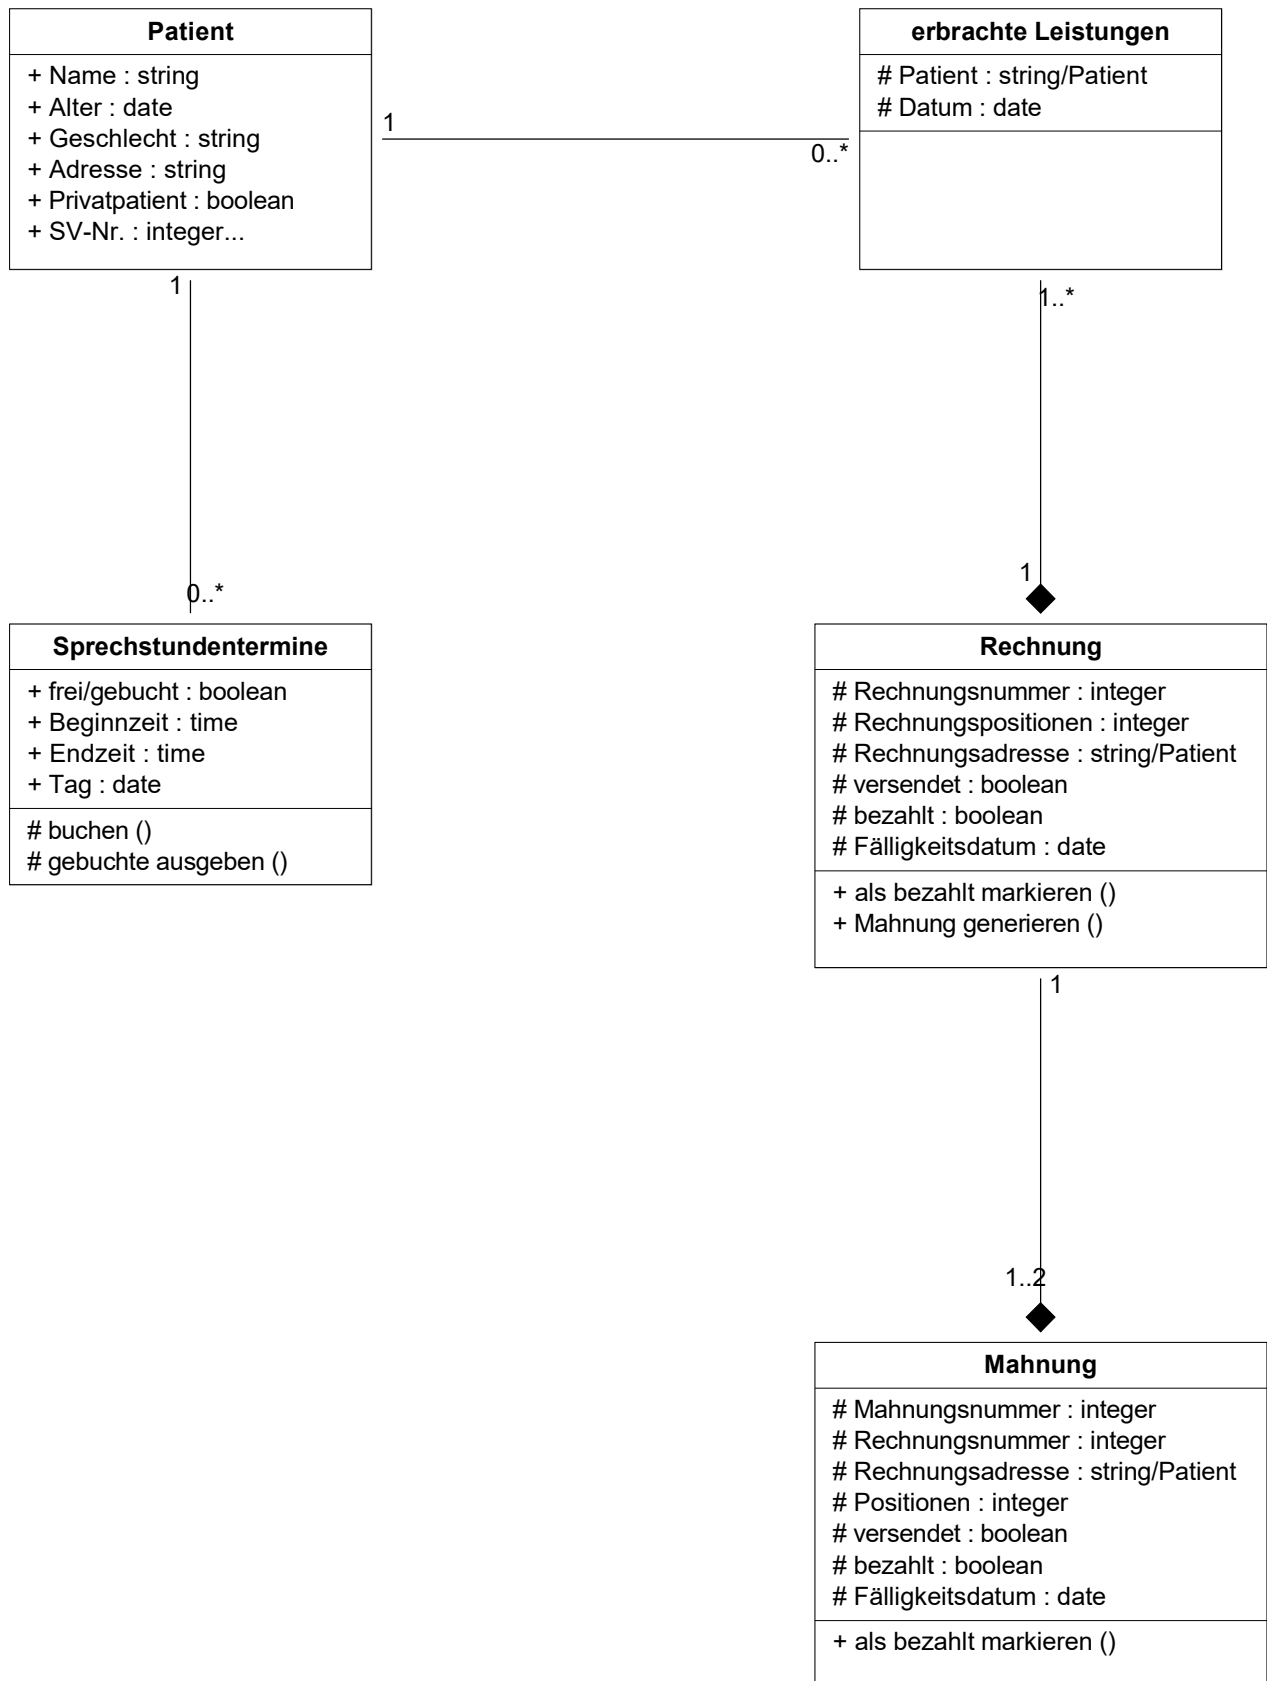 Patient
+ Name : string
+ Alter : date
+ Geschlecht : string
+ Adresse : string
+ Privatpatient : boolean
+ SV-Nr. : integer...
1
0..*
erbrachte Leistungen
# Patient : string/Patient
# Datum : date
1
0..*
1..*
1
Sprechstundentermine
+ frei/gebucht : boolean
+ Beginnzeit : time
+ Endzeit : time
+ Tag : date
# buchen ()
# gebuchte ausgeben ()
Rechnung
# Rechnungsnummer : integer
# Rechnungspositionen : integer
# Rechnungsadresse : string/Patient
# versendet : boolean
# bezahlt : boolean
# Fälligkeitsdatum : date
+ als bezahlt markieren ()
+ Mahnung generieren ()
1
1..2
Mahnung
# Mahnungsnummer : integer
# Rechnungsnummer : integer
# Rechnungsadresse : string/Patient
# Positionen : integer
# versendet : boolean
# bezahlt : boolean
# Fälligkeitsdatum : date
+ als bezahlt markieren ()